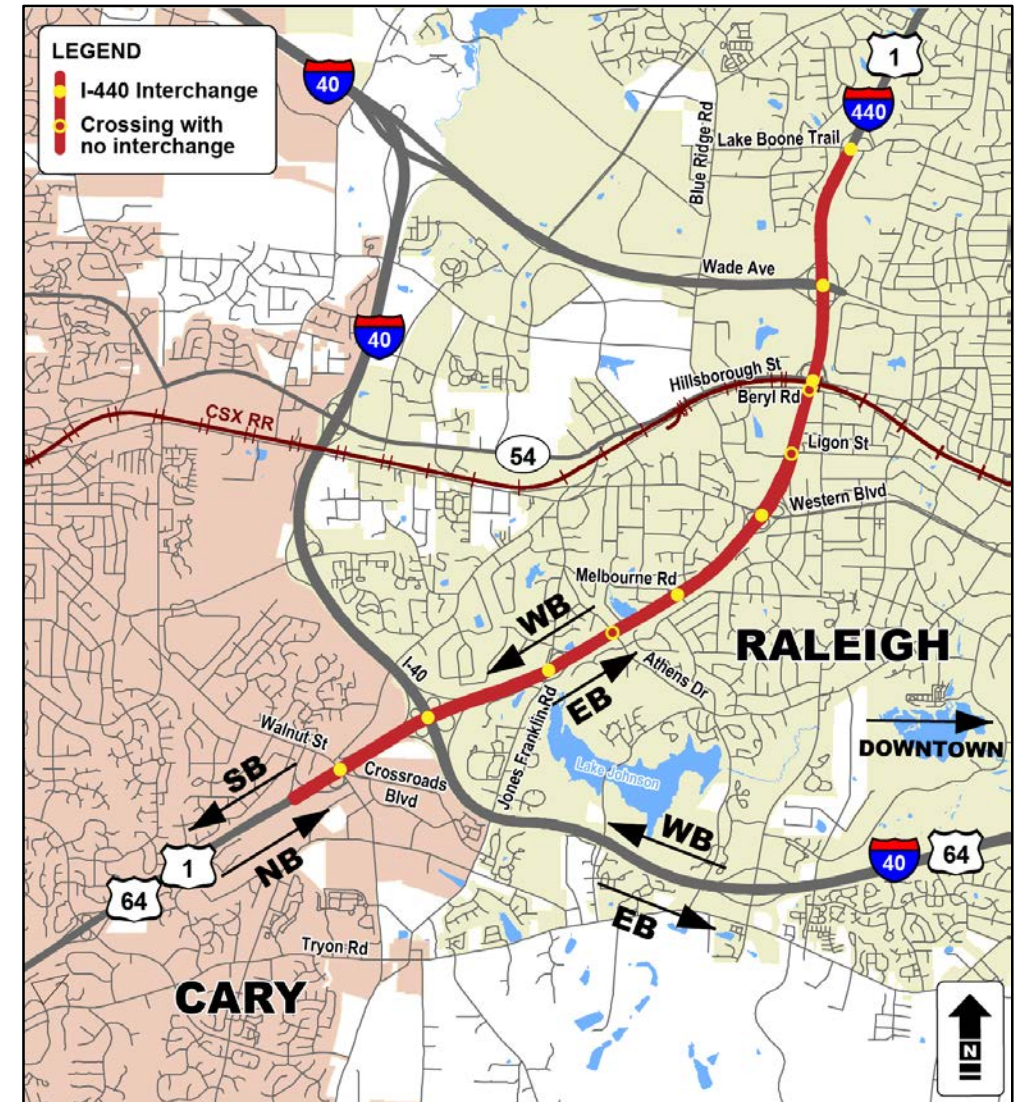 LEGEND
I-440 Interchange
Crossing with
no interchange
40
1
440
Lake Boone Trail
Blue Ridge Rd
Wade Ave
40
Hillsborough St
Beryl Rd
CSX RR
54
Ligon St
Western Blvd
Melbourne Rd
WB
RALEIGH
I-40
Athens Dr
EB
Jones Franklin Rd
Walnut St
DOWNTOWN
Lake Johnson
Crossroads
Blvd
SB
WB
NB
1
64
40
64
EB
Tryon Rd
CARY
N